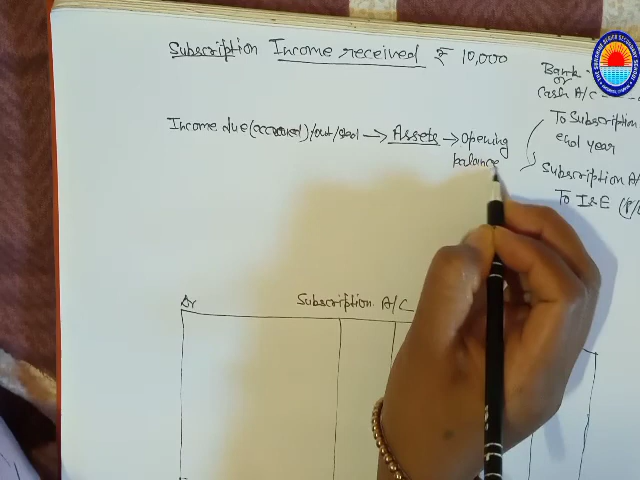 Subscription Income received ₹ 10,000
Bank
or
Cash A/C
To Subscription
end year
Subscription A/
To I&E (P/
Income due (accrued) /out/stad → Assets → Opening
balance
Dr Subscription A/C